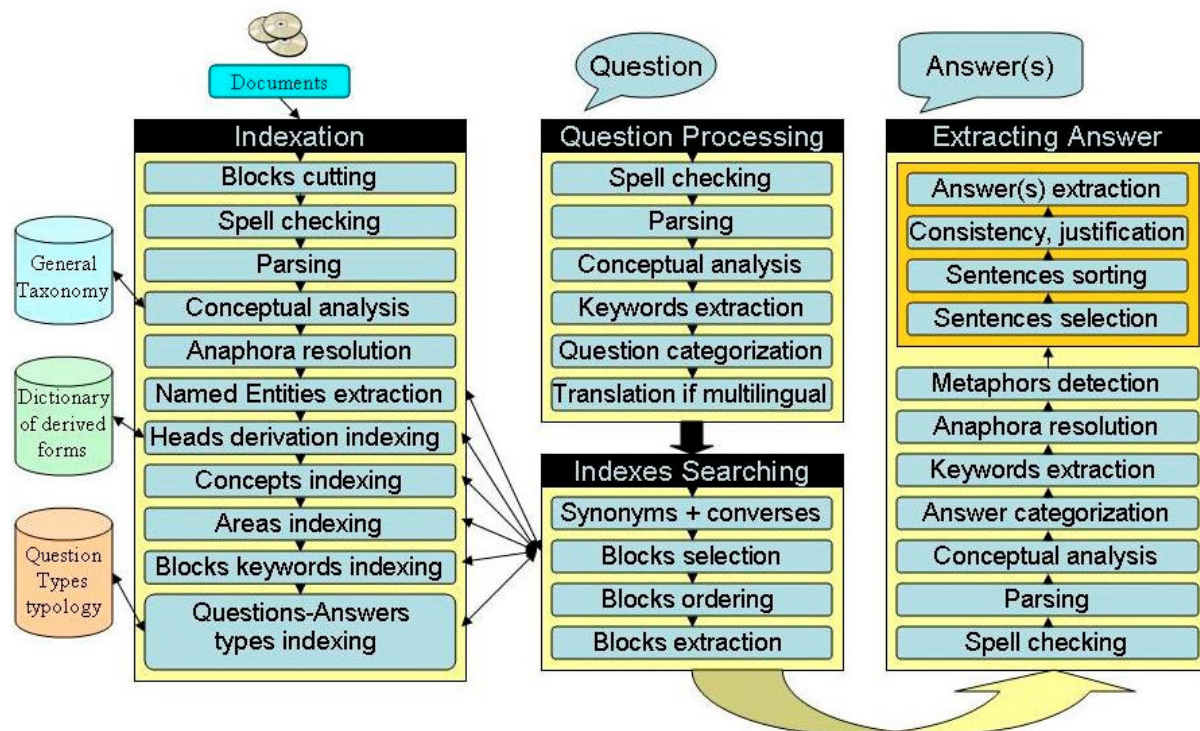 Documents
Question
Answer(s)
Indexation
Blocks cutting
Spell checking
Parsing
Conceptual analysis
Anaphora resolution
Named Entities extraction
Heads derivation indexing
Concepts indexing
Areas indexing
Blocks keywords indexing
Questions-Answers
types indexing
General
Taxonomy
Dictionary
of derived
forms
Question
Types
typology
Question Processing
Spell checking
Parsing
Conceptual analysis
Keywords extraction
Question categorization
Translation if multilingual
Indexes Searching
Synonyms + converses
Blocks selection
Blocks ordering
Blocks extraction
Extracting Answer
Answer(s) extraction
Consistency, justification
Sentences sorting
Sentences selection
Metaphors detection
Anaphora resolution
Keywords extraction
Answer categorization
Conceptual analysis
Parsing
Spell checking